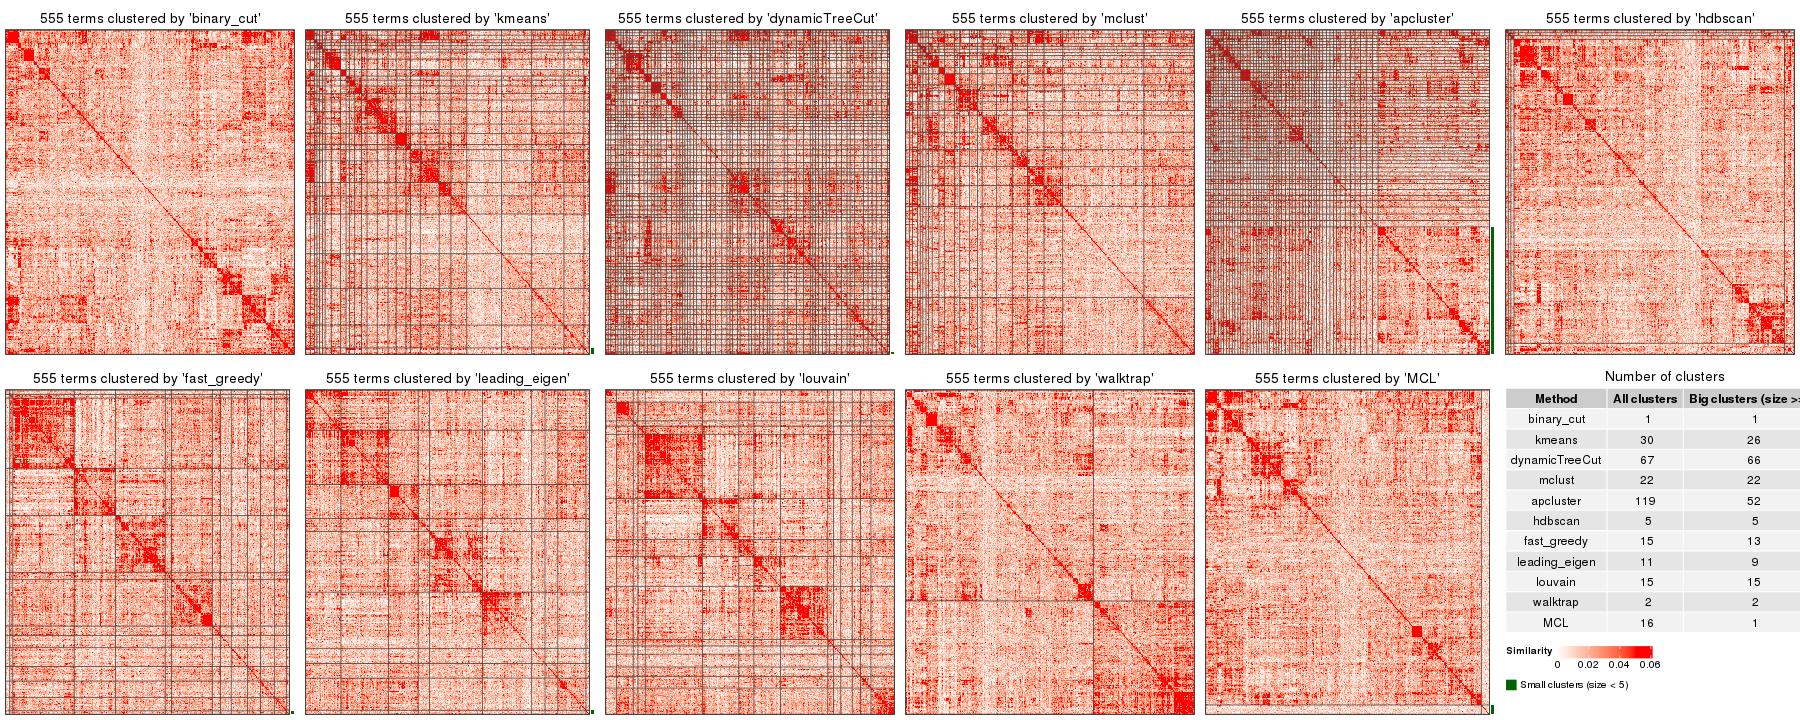 555 terms clustered by 'binary_cut'
555 terms clustered by 'kmeans'
555 terms clustered by 'dynamicTreeCut'
555 terms clustered by 'mclust'
555 terms clustered by 'apcluster'
555 terms clustered by 'hdbscan'
555 terms clustered by 'fast_greedy'
555 terms clustered by 'leading_eigen'
555 terms clustered by 'louvain'
555 terms clustered by 'walktrap'
555 terms clustered by 'MCL'
Number of clusters
Method All clusters Big clusters (size >=
binary_cut 1 1
kmeans 30 26
dynamicTreeCut 67 66
mclust 22 22
apcluster 119 52
hdbscan 5 5
fast_greedy 15 13
leading_eigen 11 9
louvain 15 15
walktrap 2 2
MCL 16 1
Similarity
0 0.02 0.04 0.06
Small clusters (size < 5)